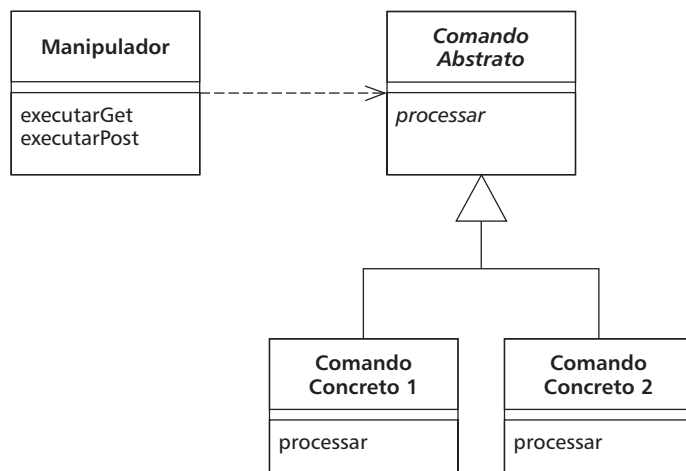 Manipulador
executarGet
executarPost
Comando
Abstrato
processar
Comando
Concreto 1
processar
Comando
Concreto 2
processar